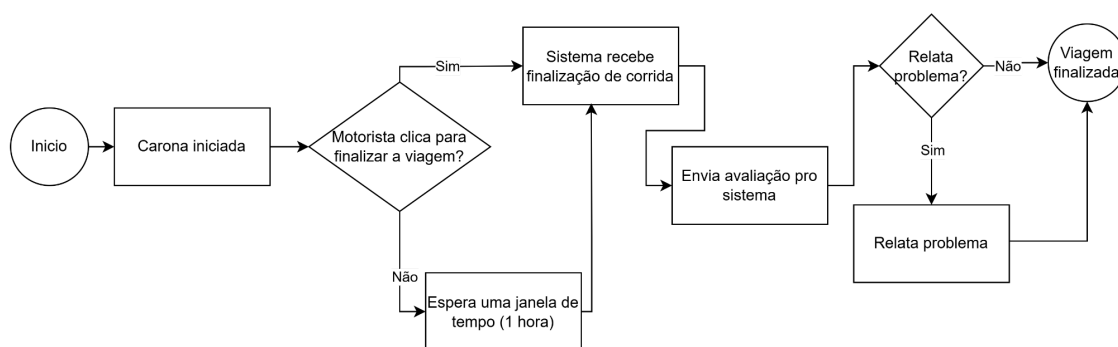 Inicio
Carona iniciada
Motorista clica para
finalizar a viagem?
Sim
Não
Sistema recebe
finalização de corrida
Espera uma janela de
tempo (1 hora)
Envia avaliação pro
sistema
Relata
problema?
Não
Sim
Relata problema
Viagem
finalizada